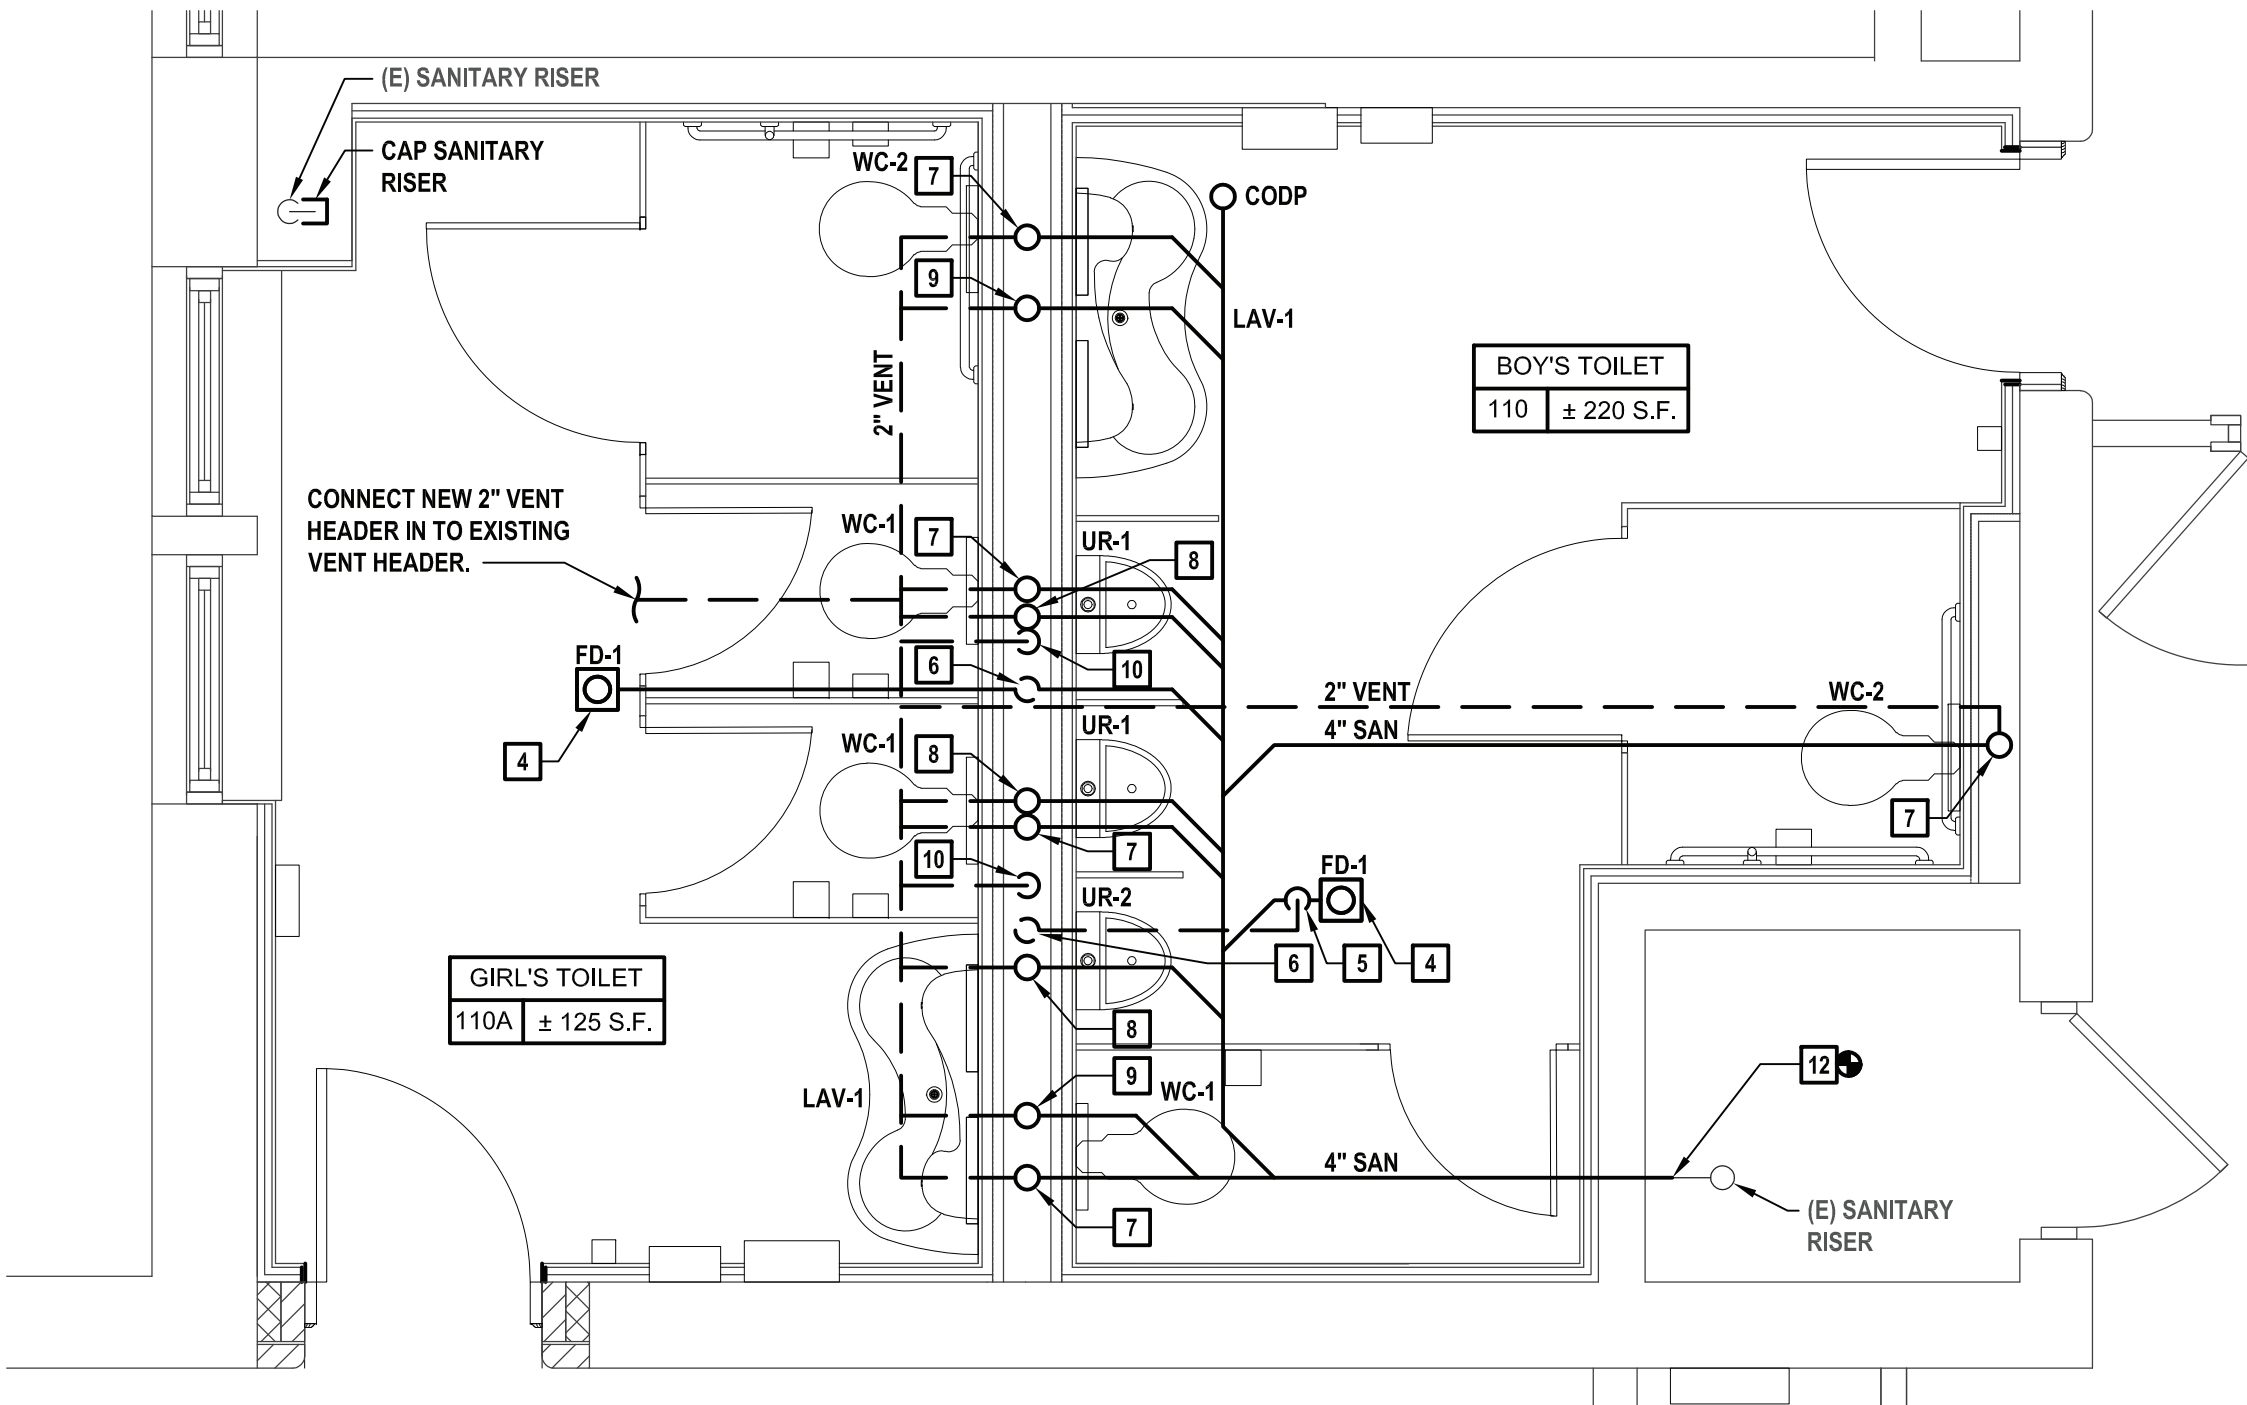 (E) SANITARY RISER
CAP SANITARY
RISER
WC-2
7
CODP
9
LAV-1
2" VENT
BOY'S TOILET
110
± 220 S.F.
CONNECT NEW 2" VENT
HEADER IN TO EXISTING
VENT HEADER.
WC-1
7
UR-1
8
FD-1
6
10
4
2" VENT
WC-2
4" SAN
UR-1
WC-1
8
7
7
10
FD-1
UR-2
6
5
4
GIRL'S TOILET
110A
± 125 S.F.
8
9
12
LAV-1
WC-1
4" SAN
7
(E) SANITARY
RISER